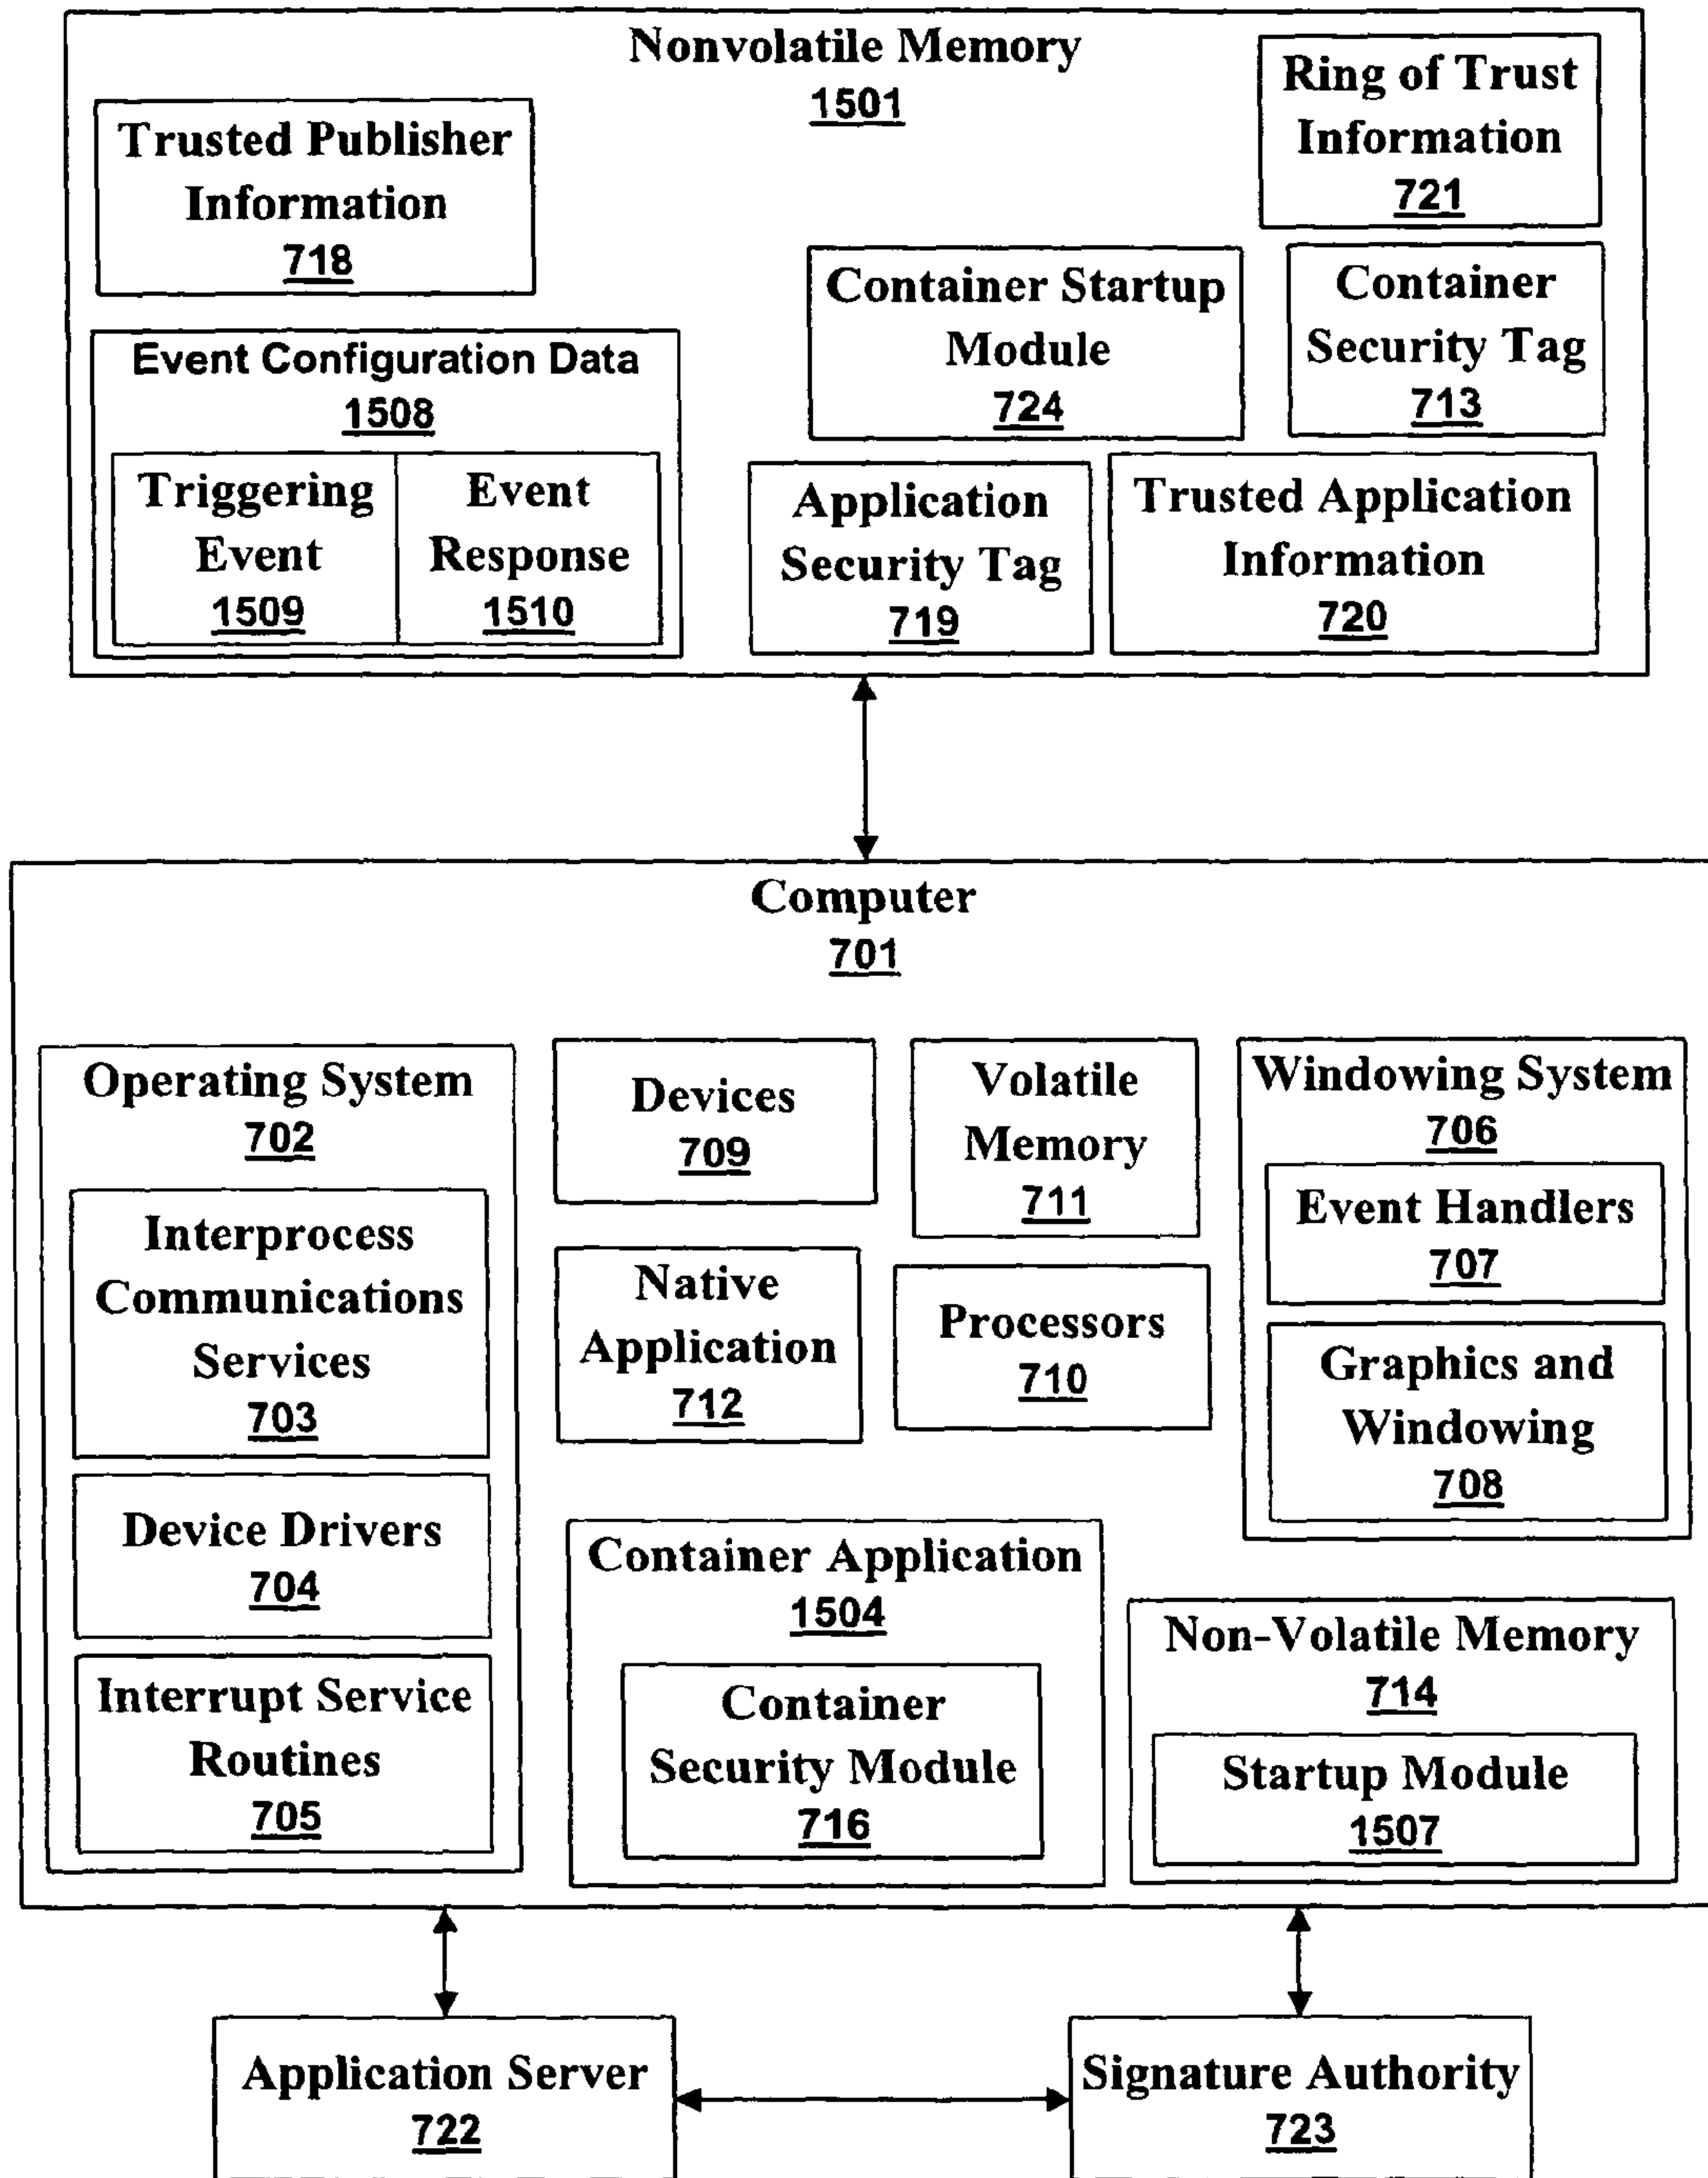 Nonvolatile Memory
1501
Trusted Publisher
Information
718
Ring of Trust
Information
721
Container Startup
Module
724
Container
Security Tag
713
Event Configuration Data
1508
Triggering
Event
1509
Event
Response
1510
Application
Security Tag
719
Trusted Application
Information
720
Computer
701
Operating System
702
Interprocess
Communications
Services
703
Device Drivers
704
Interrupt Service
Routines
705
Devices
709
Volatile
Memory
711
Native
Application
712
Processors
710
Windowing System
706
Event Handlers
707
Graphics and
Windowing
708
Container Application
1504
Container
Security Module
716
Non-Volatile Memory
714
Startup Module
1507
Application Server
722
Signature Authority
723